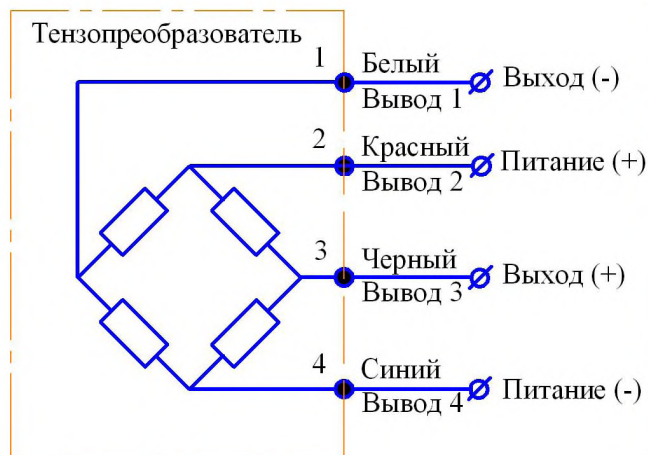 Тензопреобразователь
1 Белый Выход (-)
Вывод 1
2 Красный Питание (+)
Вывод 2
3 Черный Выход (+)
Вывод 3
4 Синий Питание (-)
Вывод 4